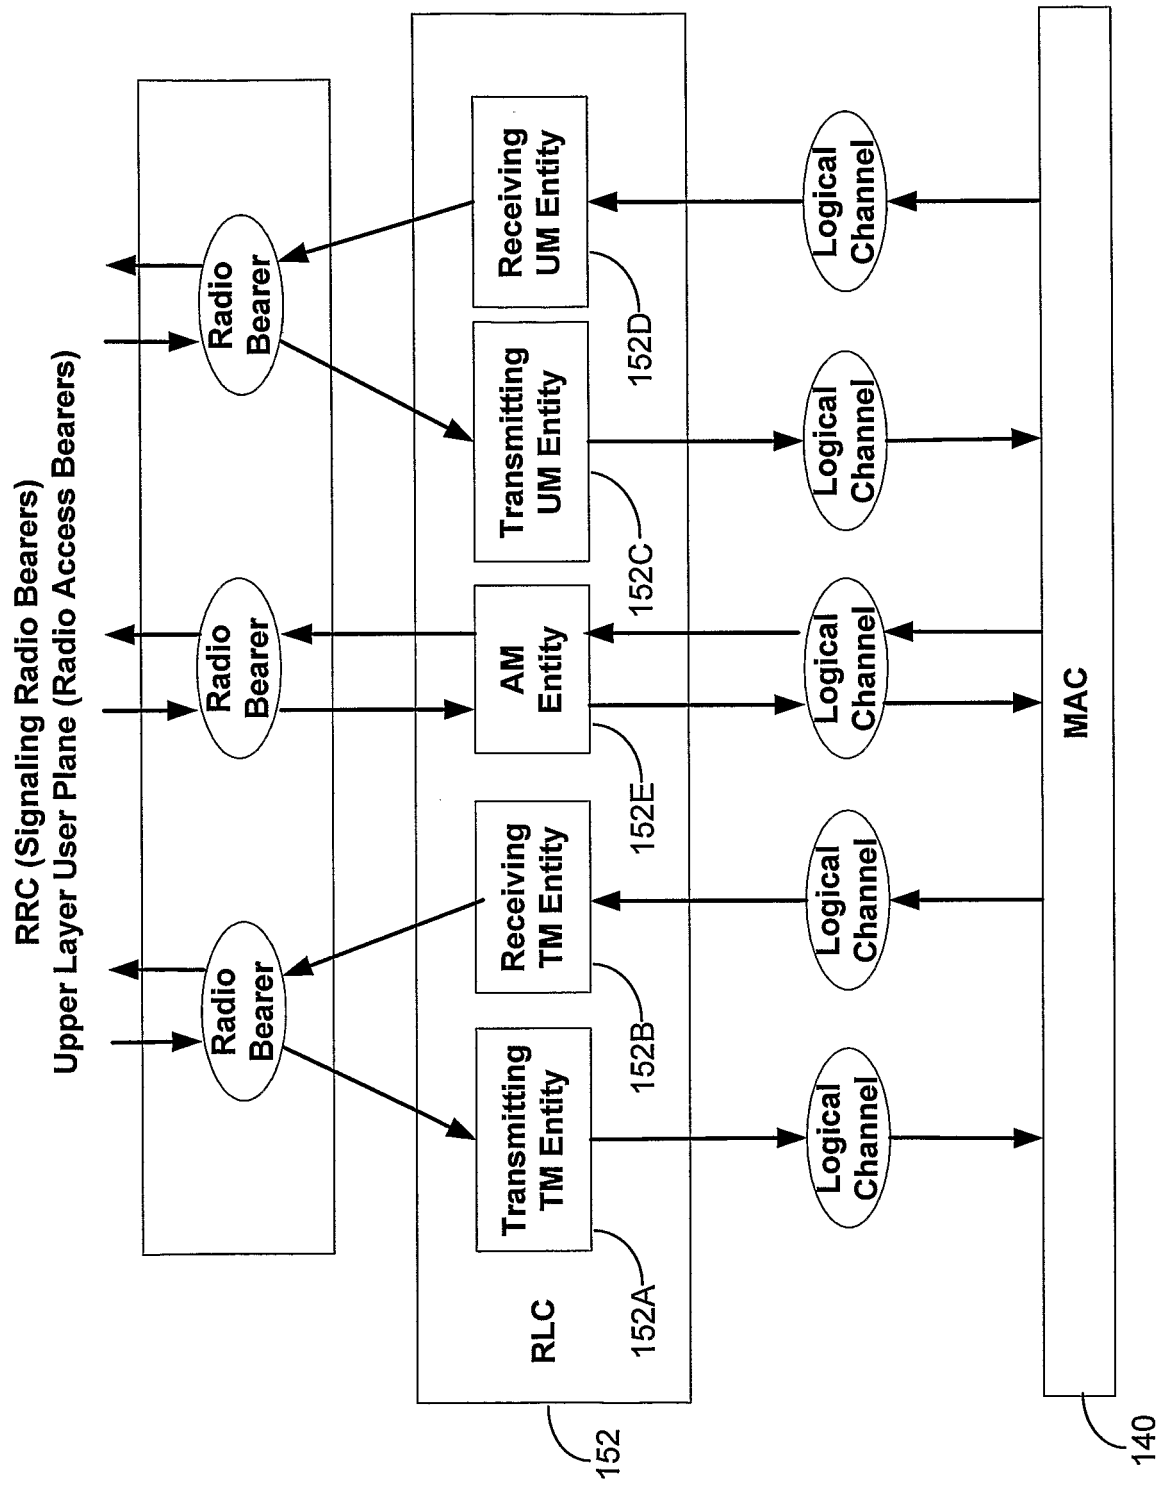 RRC (Signaling Radio Bearers)
Upper Layer User Plane (Radio Access Bearers)
Radio
Bearer
Radio
Bearer
Radio
Bearer
RLC
Transmitting
TM Entity
Receiving
TM Entity
AM
Entity
Transmitting
UM Entity
Receiving
UM Entity
152
152A
152B
152E
152C
152D
Logical
Channel
Logical
Channel
Logical
Channel
Logical
Channel
Logical
Channel
MAC
140